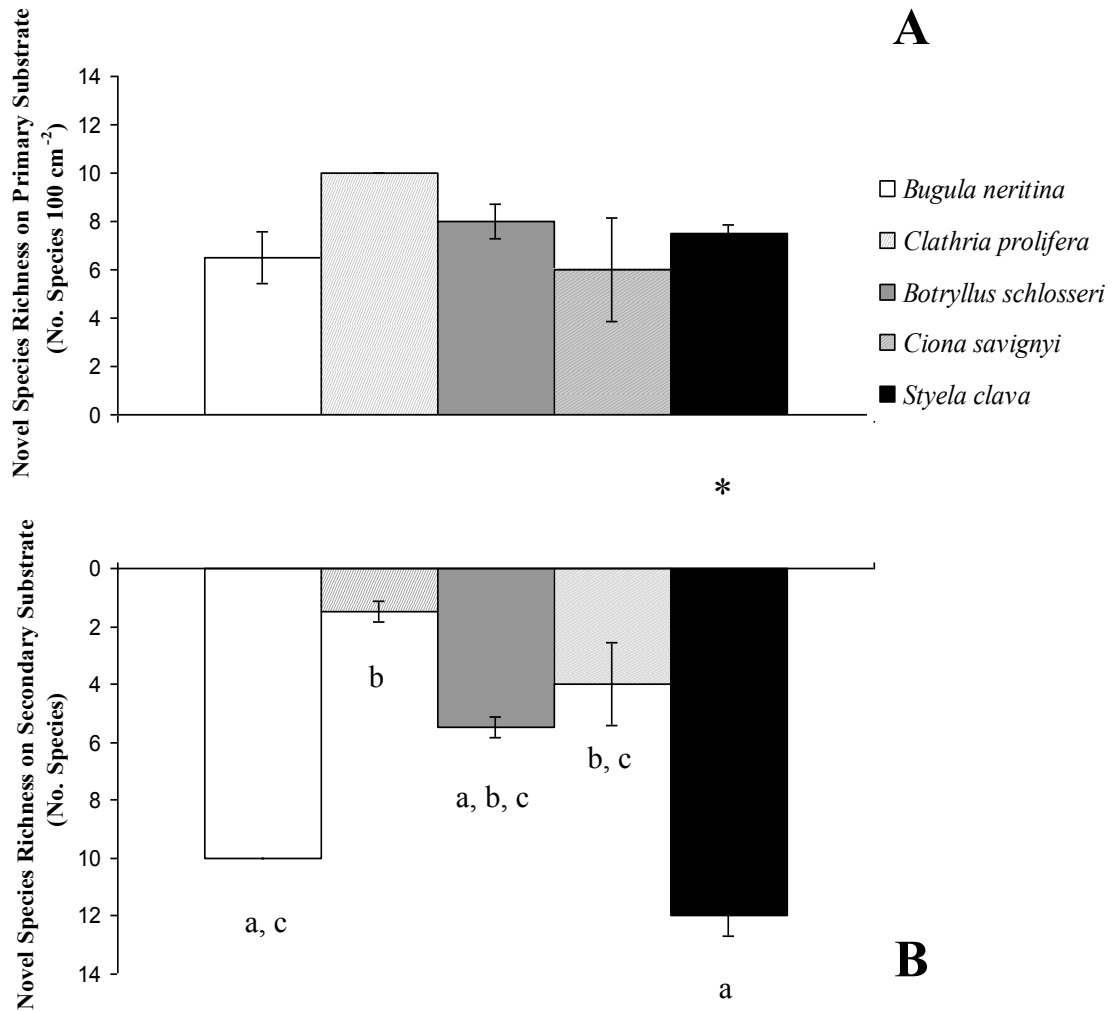 A
Novel Species Richness on Primary Substrate
(No. Species 100 cm⁻²)
14
12
10
8
6
4
2
0
Bugula neritina
Clathria prolifera
Botryllus schlosseri
Ciona savignyi
Styela clava
*
Novel Species Richness on Secondary Substrate
(No. Species)
0
2
4
6
8
10
12
14
b
b, c
a, b, c
a, c
a
B